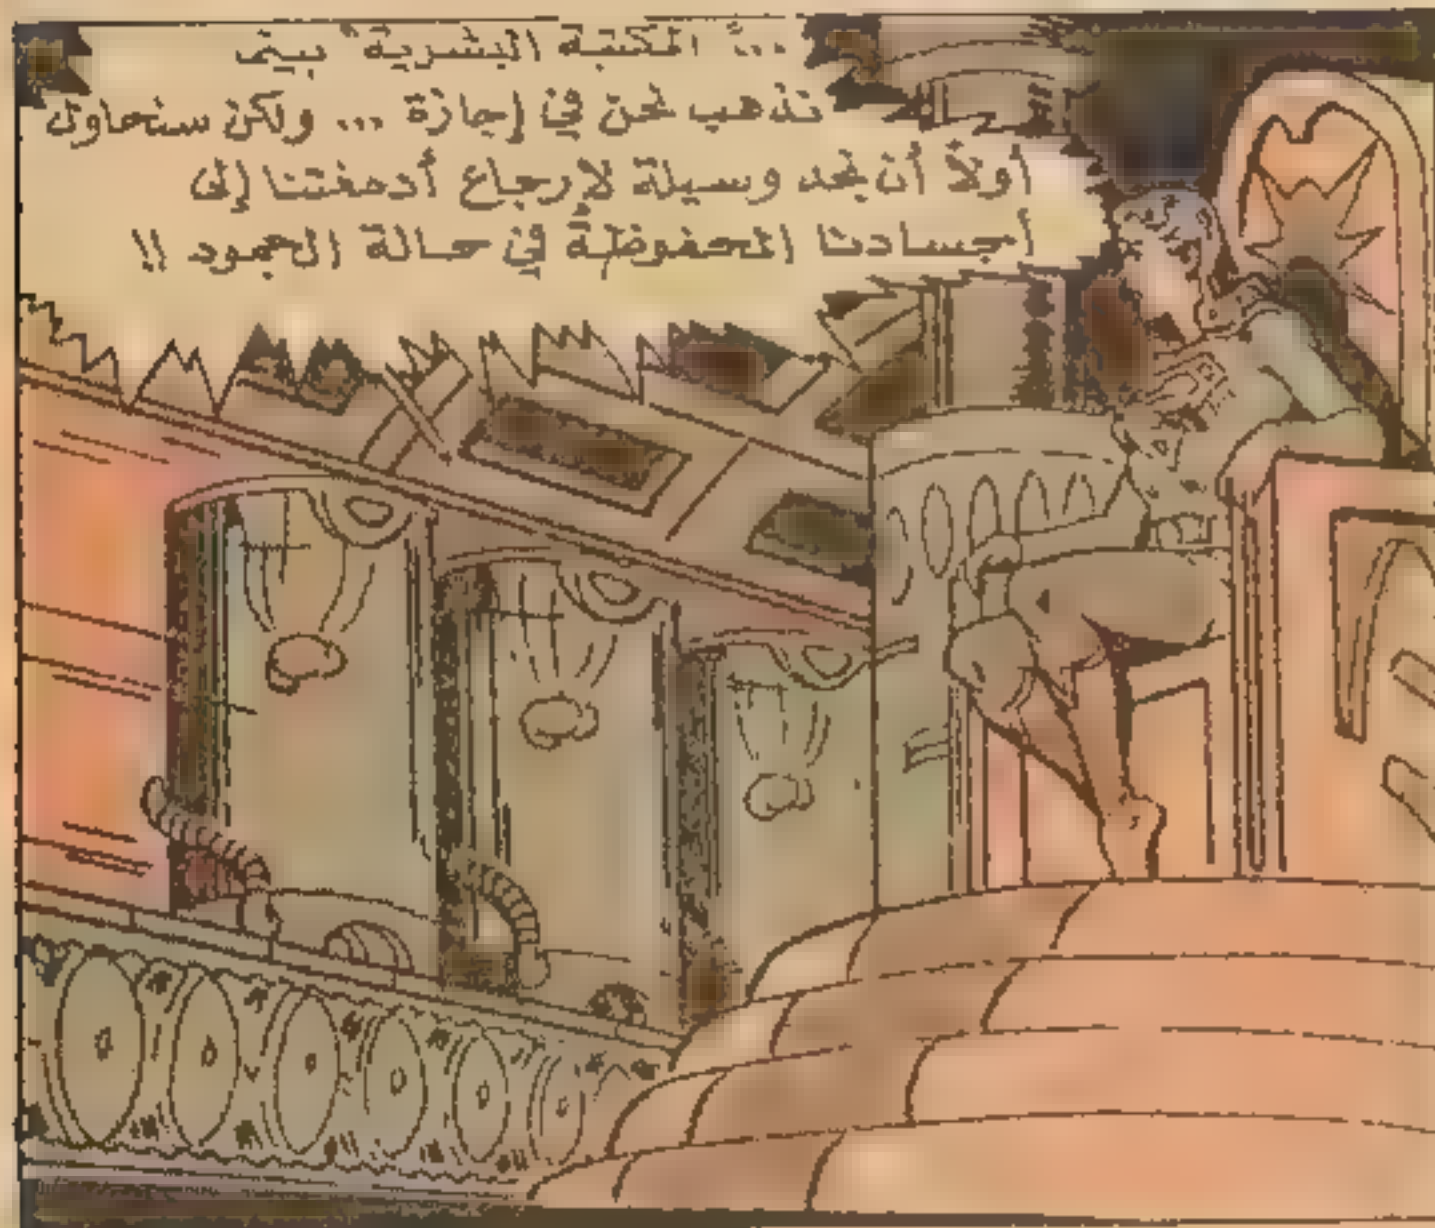 ... "المكتبة البشرية" بينما
نذهب نحن في إجازة ... ولكن سنحاول
أولاً أن نجد وسيلة لإرجاع أدمغتنا إلى
أجسادنا المحفوظة في حالة الجمود !!